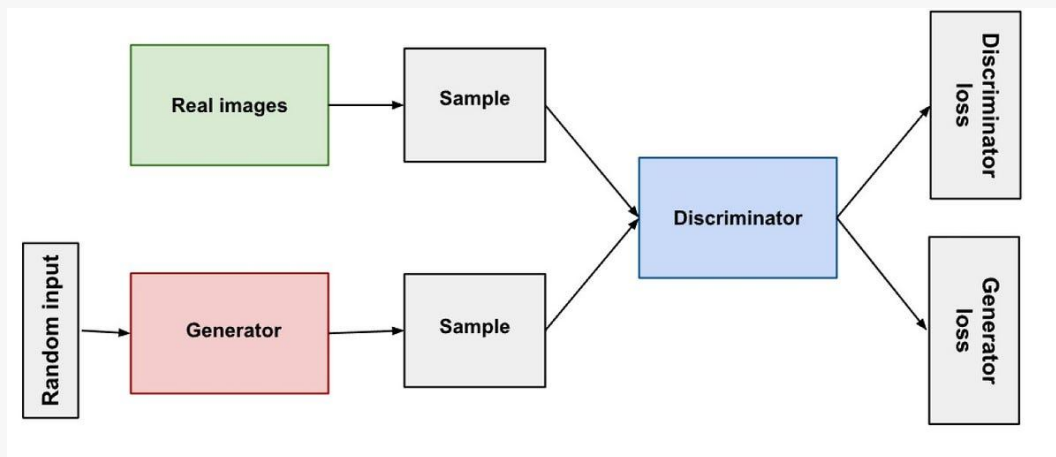 Real images
Sample
Discriminator
loss
Discriminator
Random input
Generator
Sample
Generator
loss